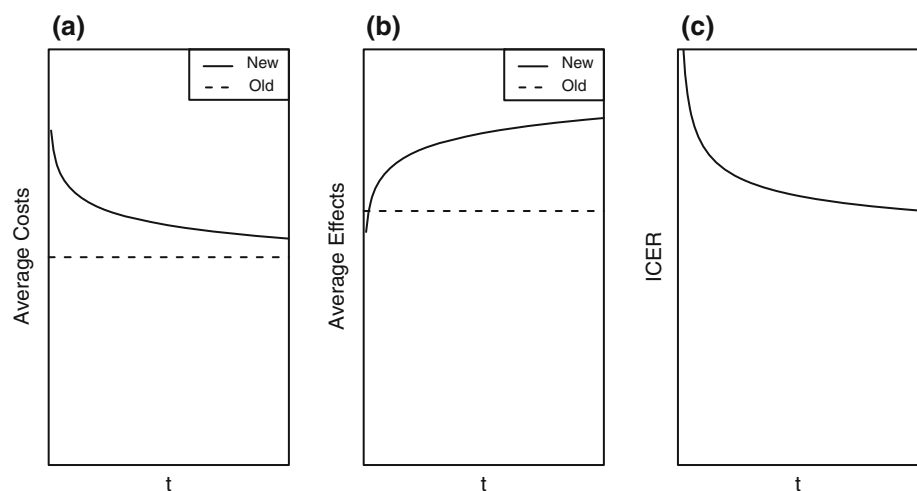 (a)
New
Old
Average Costs
t
(b)
New
Old
Average Effects
t
(c)
ICER
t